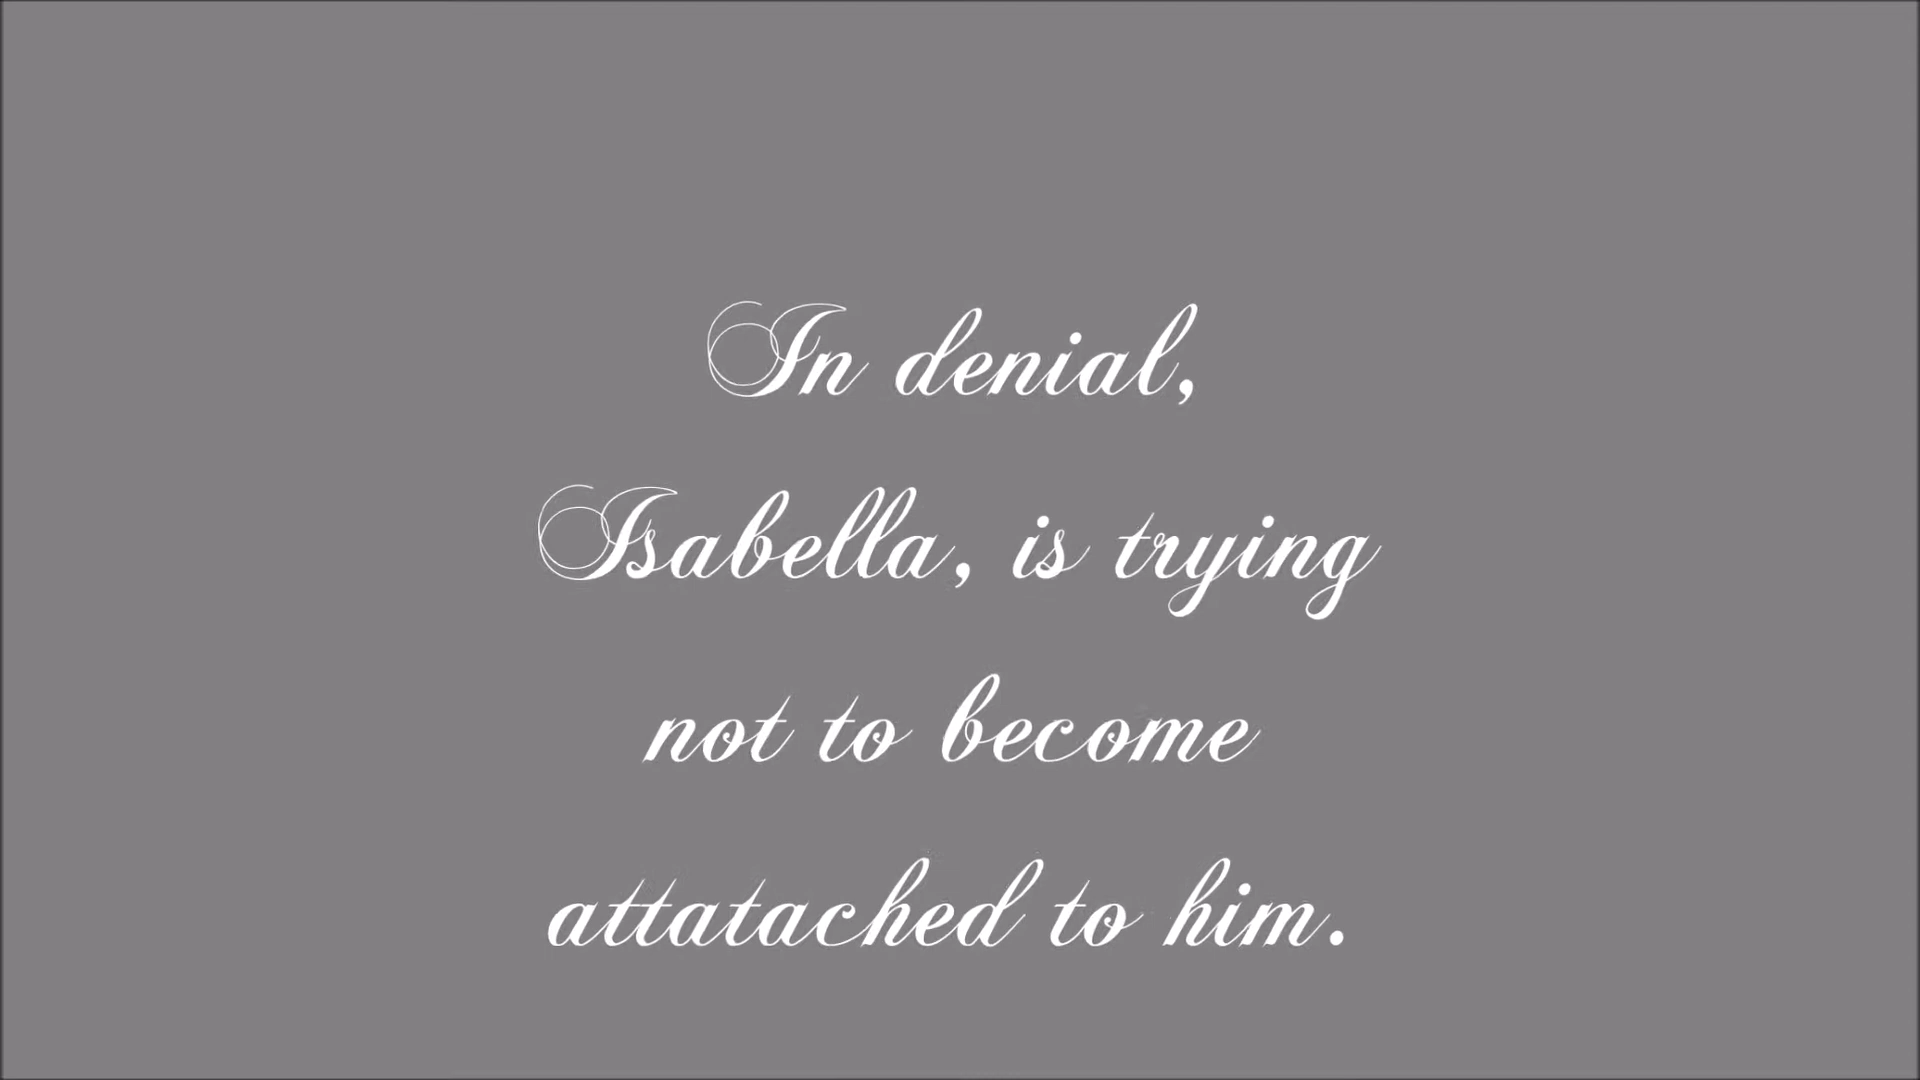 In denial,
Isabella, is trying
not to become
attatached to him.